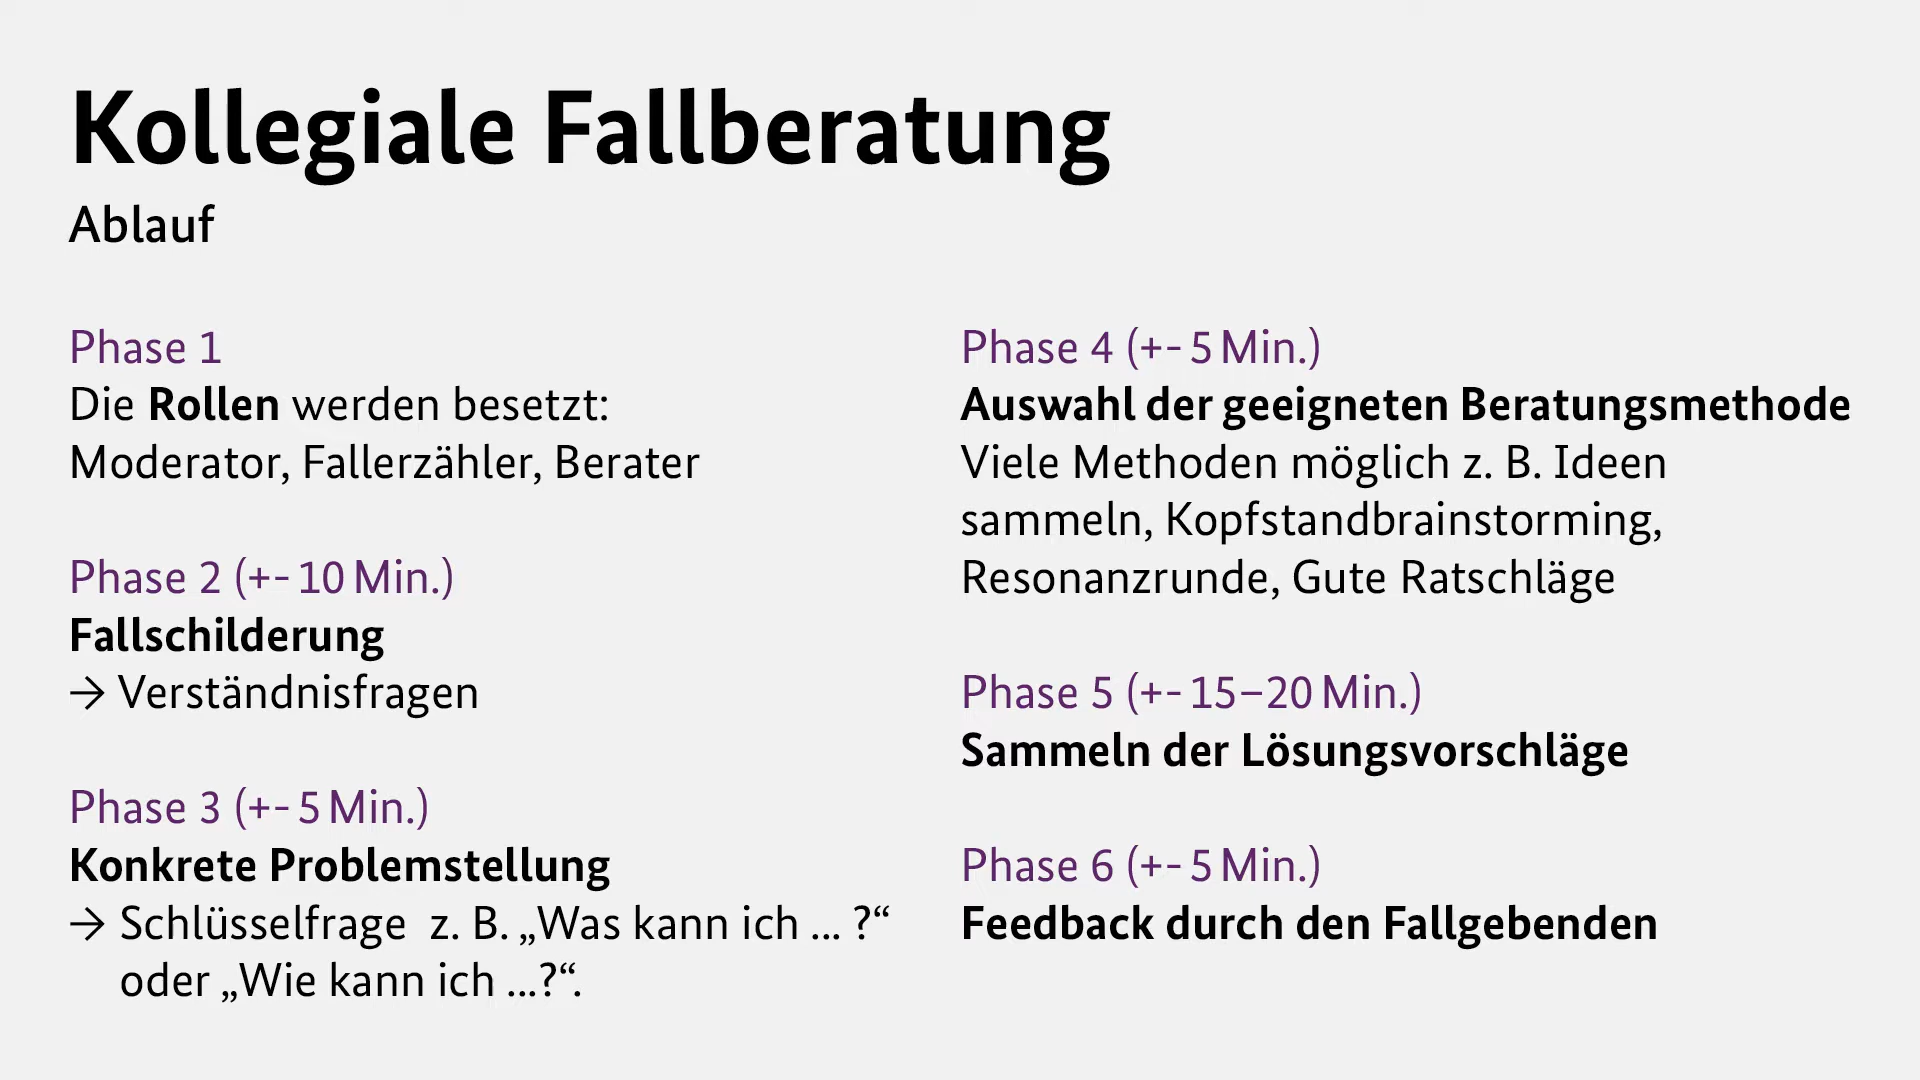 Kollegiale Fallberatung
Ablauf
Phase 1
Die Rollen werden besetzt:
Moderator, Fallerzähler, Berater
Phase 2 (+- 10 Min.)
Fallschilderung
→ Verständnisfragen
Phase 3 (+- 5 Min.)
Konkrete Problemstellung
→ Schlüsselfrage  z. B. „Was kann ich ... ?“
oder „Wie kann ich ...?“.
Phase 4 (+- 5 Min.)
Auswahl der geeigneten Beratungsmethode
Viele Methoden möglich z. B. Ideen
sammeln, Kopfstandbrainstorming,
Resonanzrunde, Gute Ratschläge
Phase 5 (+- 15–20 Min.)
Sammeln der Lösungsvorschläge
Phase 6 (+- 5 Min.)
Feedback durch den Fallgebenden